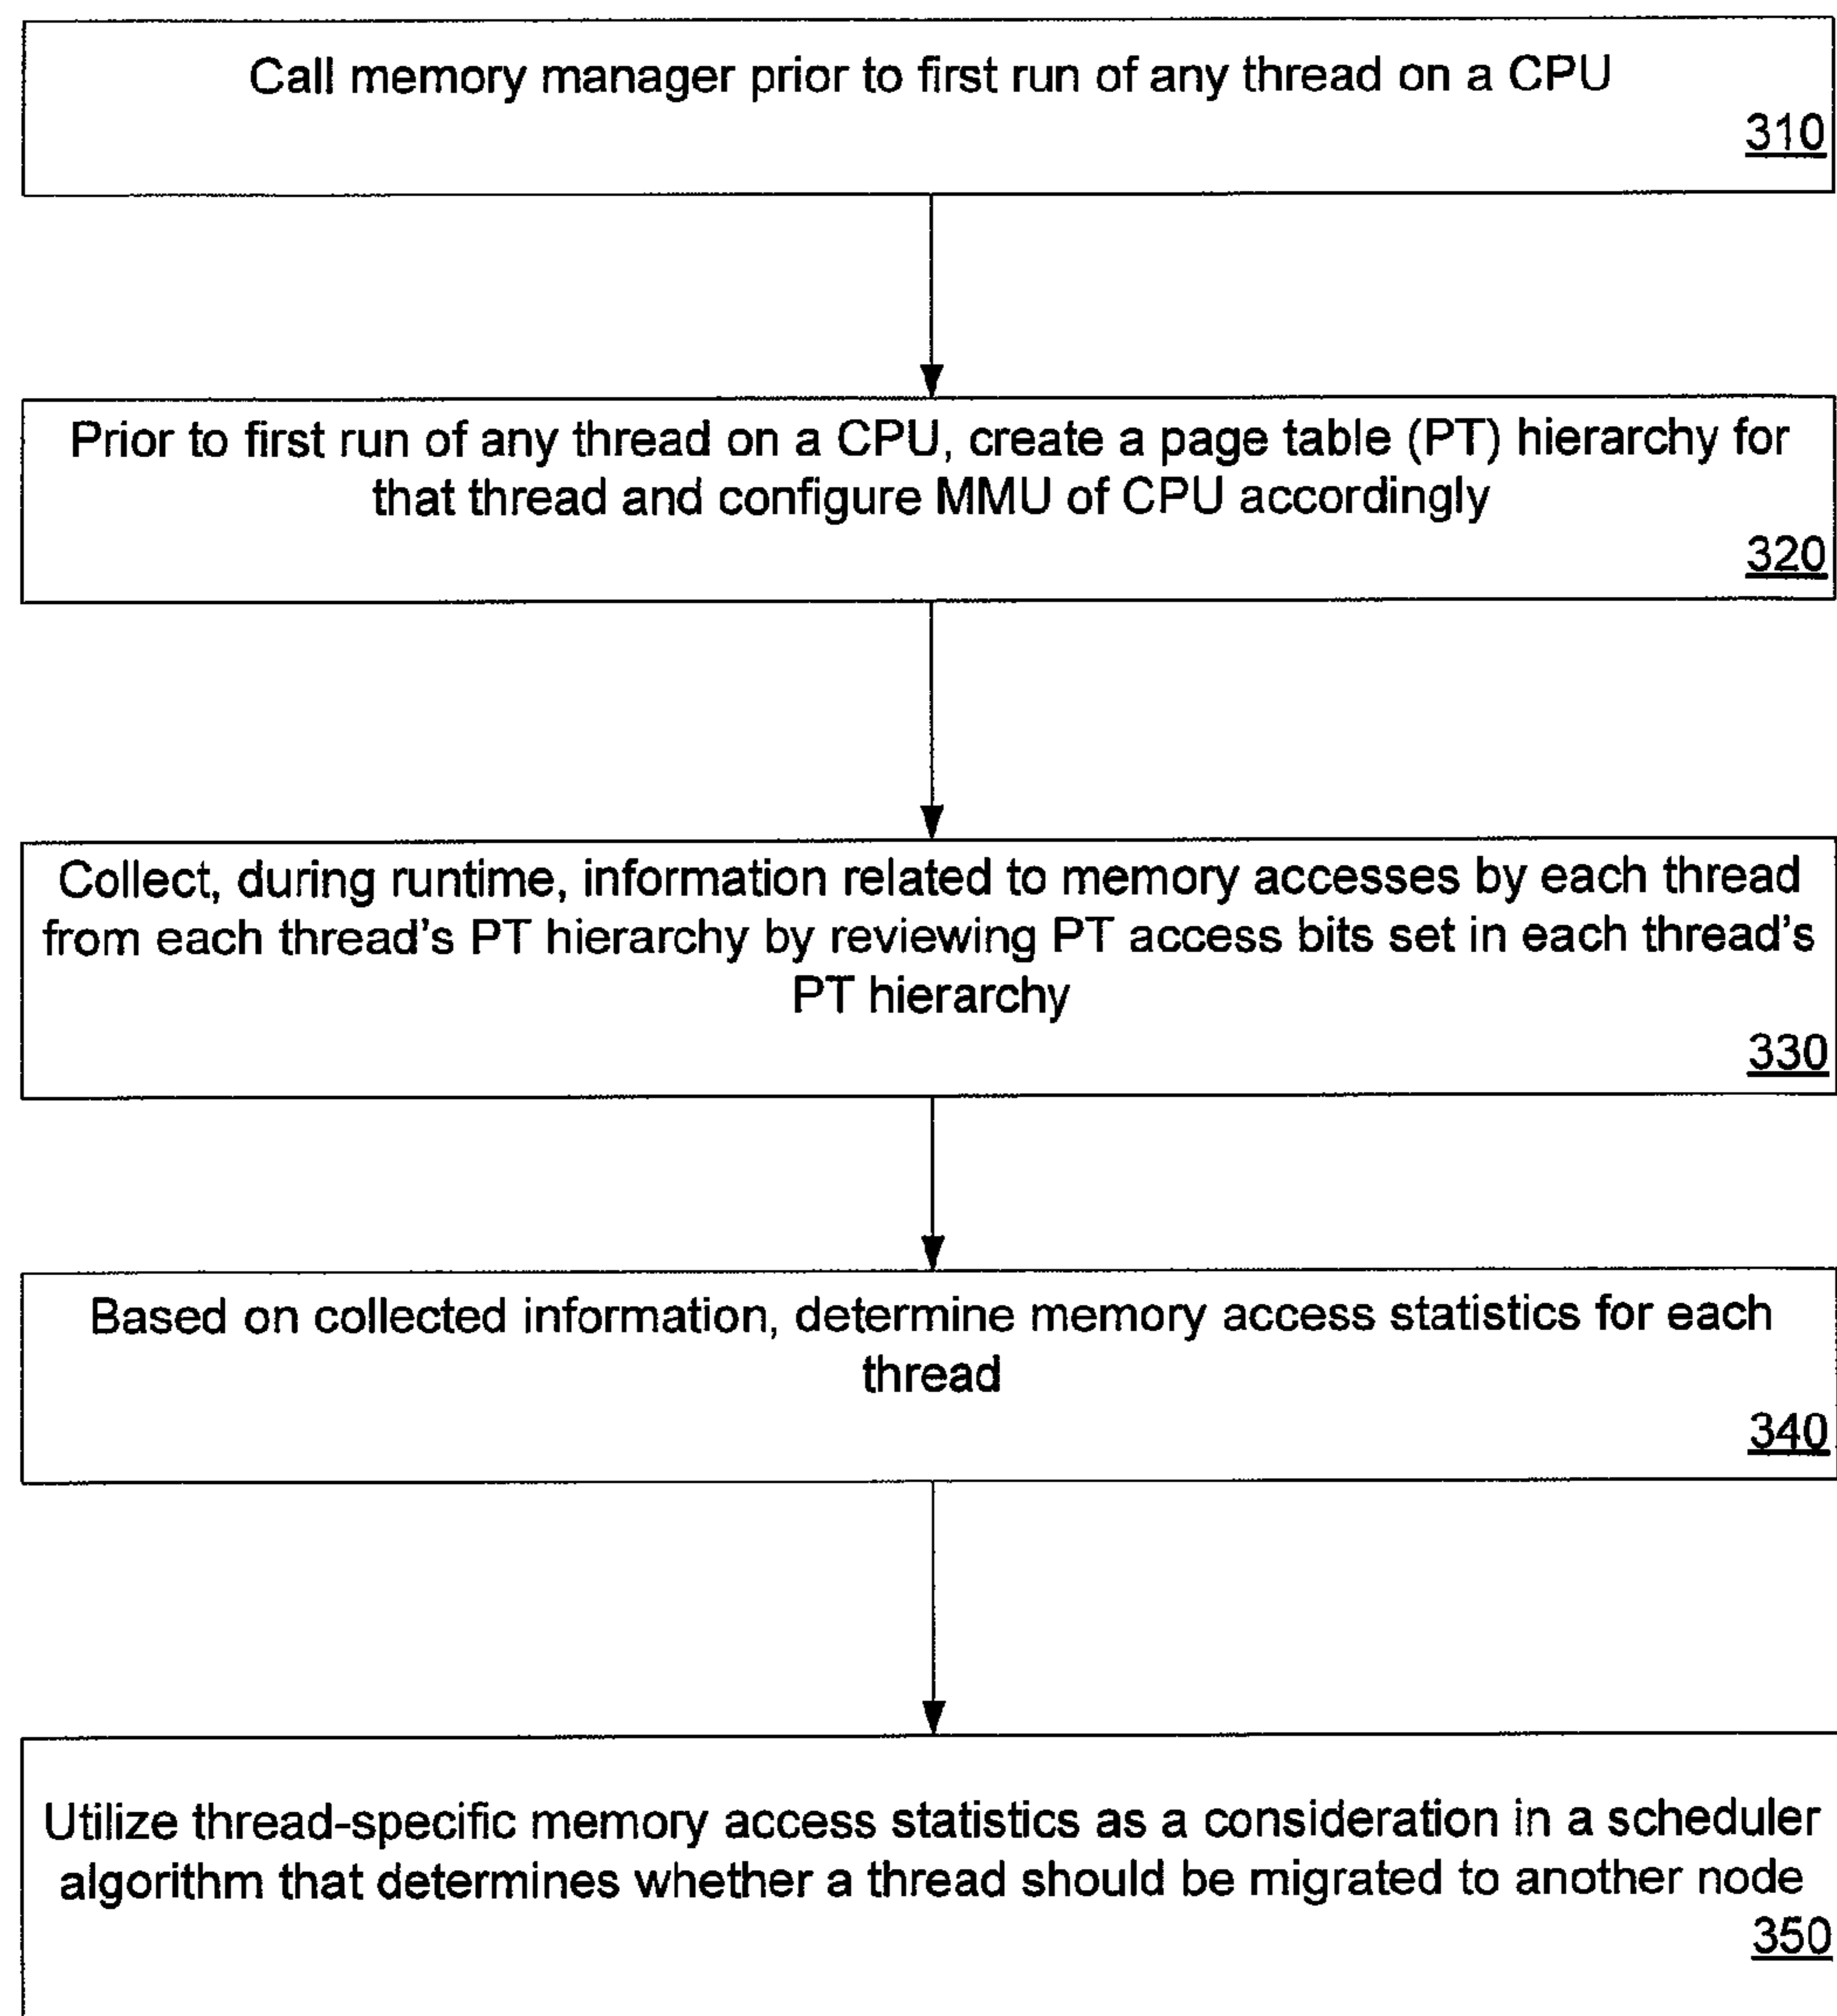 Call memory manager prior to first run of any thread on a CPU
310
Prior to first run of any thread on a CPU, create a page table (PT) hierarchy for
that thread and configure MMU of CPU accordingly
320
Collect, during runtime, information related to memory accesses by each thread
from each thread's PT hierarchy by reviewing PT access bits set in each thread's
PT hierarchy
330
Based on collected information, determine memory access statistics for each
thread
340
Utilize thread-specific memory access statistics as a consideration in a scheduler
algorithm that determines whether a thread should be migrated to another node
350